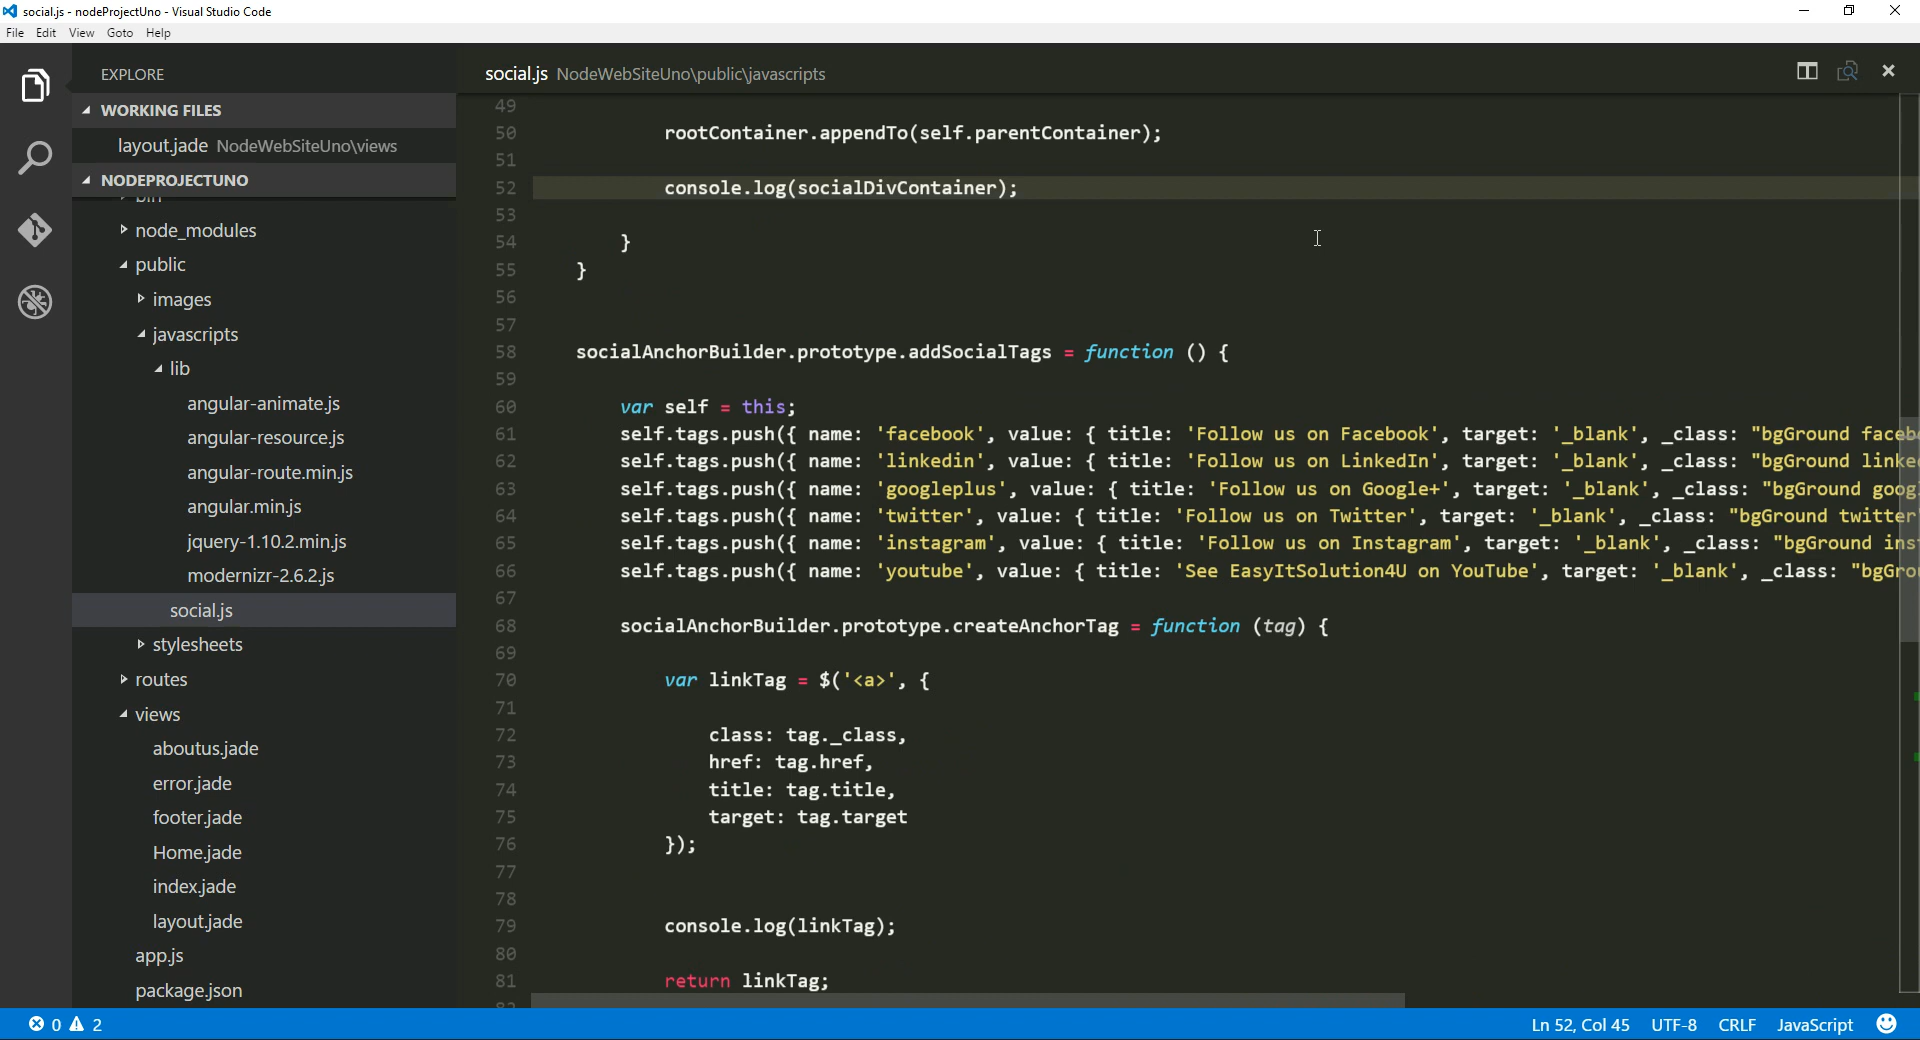 social.js - nodeProjectUno - Visual Studio Code
File Edit View Goto Help
EXPLORE
WORKING FILES
layout.jade NodeWebSiteUno\views
NODEPROJECTUNO
bin
node_modules
public
images
javascripts
lib
angular-animate.js
angular-resource.js
angular-route.min.js
angular.min.js
jquery-1.10.2.min.js
modernizr-2.6.2.js
social.js
stylesheets
routes
views
aboutus.jade
error.jade
footer.jade
Home.jade
index.jade
layout.jade
app.js
package.json
social.js NodeWebSiteUno\public\javascripts
49
50 rootContainer.appendTo(self.parentContainer);
51
52 console.log(socialDivContainer);
53
54 }
55 }
56
57
58 socialAnchorBuilder.prototype.addSocialTags = function () {
59
60 var self = this;
61 self.tags.push({ name: 'facebook', value: { title: 'Follow us on Facebook', target: '_blank', _class: "bgGround faceb
62 self.tags.push({ name: 'linkedin', value: { title: 'Follow us on LinkedIn', target: '_blank', _class: "bgGround linke
63 self.tags.push({ name: 'googleplus', value: { title: 'Follow us on Google+', target: '_blank', _class: "bgGround goog
64 self.tags.push({ name: 'twitter', value: { title: 'Follow us on Twitter', target: '_blank', _class: "bgGround twitter"
65 self.tags.push({ name: 'instagram', value: { title: 'Follow us on Instagram', target: '_blank', _class: "bgGround ins
66 self.tags.push({ name: 'youtube', value: { title: 'See EasyItSolution4U on YouTube', target: '_blank', _class: "bgGro
67
68 socialAnchorBuilder.prototype.createAnchorTag = function (tag) {
69
70 var linkTag = $('<a>', {
71
72 class: tag._class,
73 href: tag.href,
74 title: tag.title,
75 target: tag.target
76 });
77
78
79 console.log(linkTag);
80
81 return linkTag;
82
0 2
Ln 52, Col 45 UTF-8 CRLF JavaScript